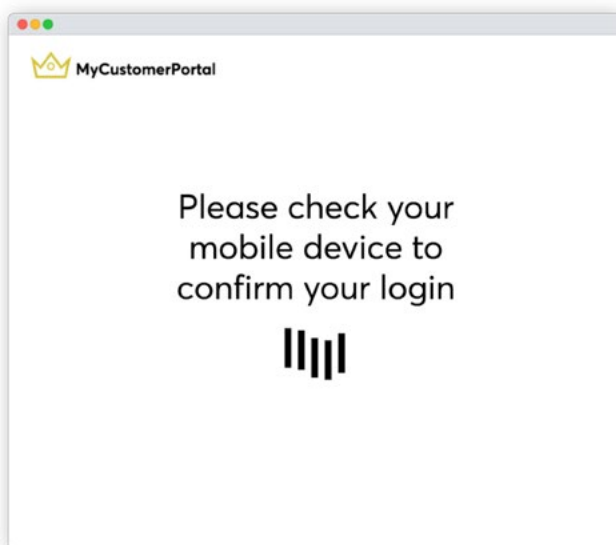 MyCustomerPortal
Please check your
mobile device to
confirm your login